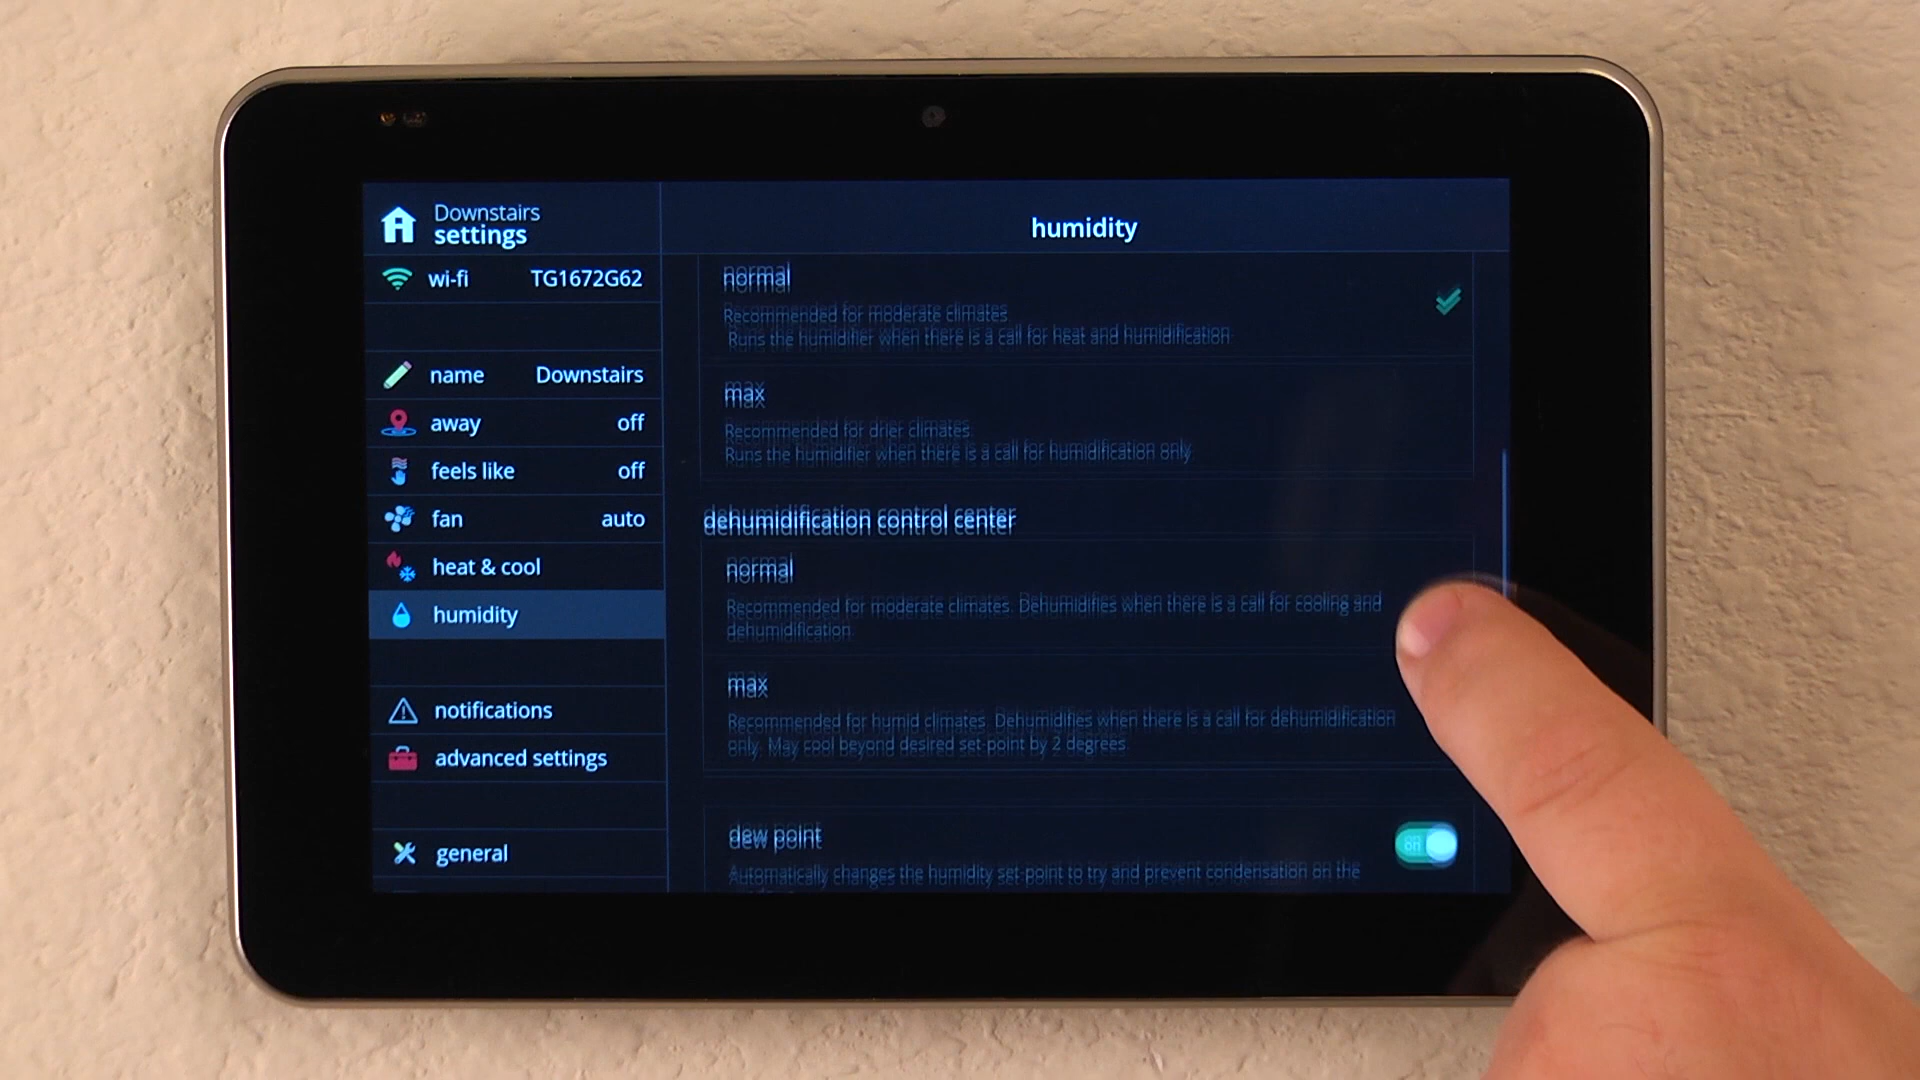 Downstairs
settings
humidity
wi-fi TG1672G62
name Downstairs
away off
feels like off
fan auto
heat & cool
humidity
notifications
advanced settings
general
normal
Recommended for moderate climates.
Runs the humidifier when there is a call for heat and humidification
max
Recommended for drier climates.
Runs the humidifier when there is a call for humidification only
dehumidification control center
normal
Recommended for moderate climates. Dehumidifies when there is a call for cooling and
dehumidification
max
Recommended for humid climates. Dehumidifies when there is a call for dehumidification
only. May cool beyond desired set-point by 2 degrees.
dew point
on
Automatically changes the humidity set-point to try and prevent condensation on the